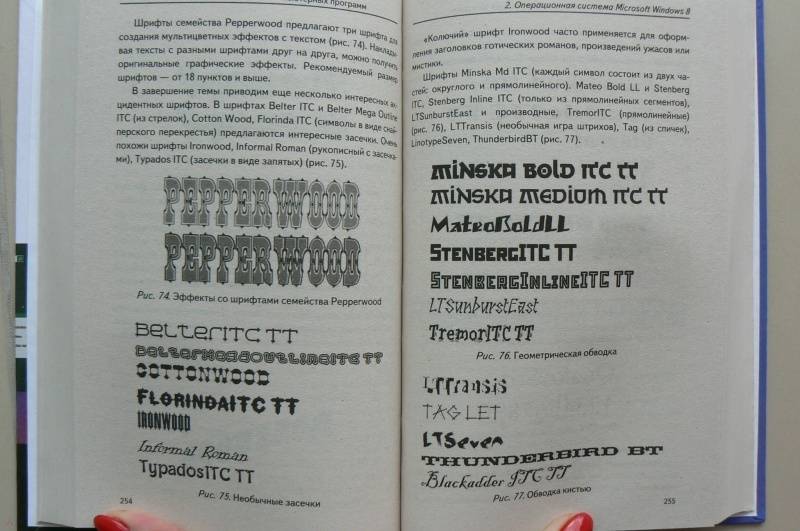 терных программ
Шрифты семейства Pepperwood предлагают три шрифта для
создания мультицветных эффектов с текстом (рис. 74). Наклады-
вая тексты с разными шрифтами друг на друга, можно получить
оригинальные графические эффекты. Рекомендуемый размер
шрифтов — от 18 пунктов и выше.
В завершение темы приводим еще несколько интересных ак-
цидентных шрифтов. В шрифтах Belter ITC и Belter Mega Outline
ITC (из стрелок), Cotton Wood, Florinda ITC (символы в виде снай-
перского перекрестья) предлагаются интересные засечки. Очень
похожи шрифты Ironwood, Informal Roman (рукописный с засечка-
ми), Typados ITC (засечки в виде запятых) (рис. 75).
PEPPERWOOD
PEPPERWOOD
Рис. 74. Эффекты со шрифтами семейства Pepperwood
BelterITC TT
BelterMegaOutlineITC TT
COTTONWOOD
FlorindaITC TT
IRONWOOD
Informal Roman
TypadosITC TT
Рис. 75. Необычные засечки
254
2. Операционная система Microsoft Windows 8
«Колючий» шрифт Ironwood часто применяется для оформ-
ления заголовков готических романов, произведений ужасов или
мистики.
Шрифты Minska Md ITC (каждый символ состоит из двух ча-
стей: округлого и прямолинейного). Mateo Bold LL и Stenberg
ITC, Stenberg Inline ITC (только из прямолинейных сегментов),
LTSunburstEast и производные, TremorITC (прямолинейные)
(рис. 76), LTTransis (необычная игра штрихов), Tag (из спичек),
LinotypeSeven, ThunderbirdBT (рис. 77).
MINSKA BOLD ITC TT
MINSKA MEDIUM ITC TT
MateoBoldLL
StenbergITC TT
StenbergInlineITC TT
LTSunburstEast
TremorITC TT
Рис. 76. Геометрическая обводка
LTTransis
TAG LET
LTSeven
THUNDERBIRD BT
Blackadder ITC TT
Рис. 77. Обводка кистью
255